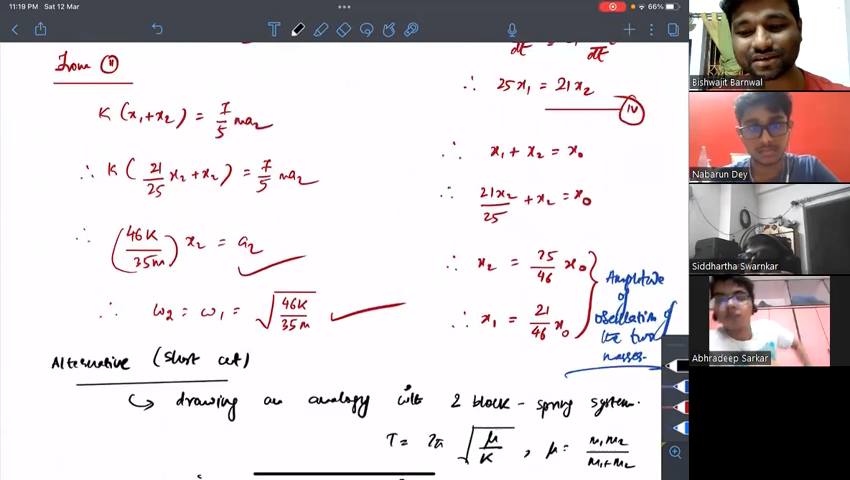 11:19 PM Sat 12 Mar
66%
From (II)
K(x₁+x₂) = 7/5 ma₂
∴ K(21/25 x₂+x₂) = 7/5 ma₂
∴ (46K/35m) x₂ = a₂
∴ ω₂ = ω₁ = √(46K/35m)
dt dt
∴ 25x₁ = 21x₂
(IV)
∴ x₁ + x₂ = x₀
∴ 21x₂/25 + x₂ = x₀
∴ x₂ = 25/46 x₀
∴ x₁ = 21/46 x₀
Amplitude
of
oscillation of
the two
masses.
Alternative (Short cut)
↪ drawing an analogy with 2 block - spring system.
T = 2π √(μ/K) , μ = m₁m₂/(m₁+m₂)
Bishwajit Barnwal
Nabarun Dey
Siddhartha Swarnkar
Abhradeep Sarkar